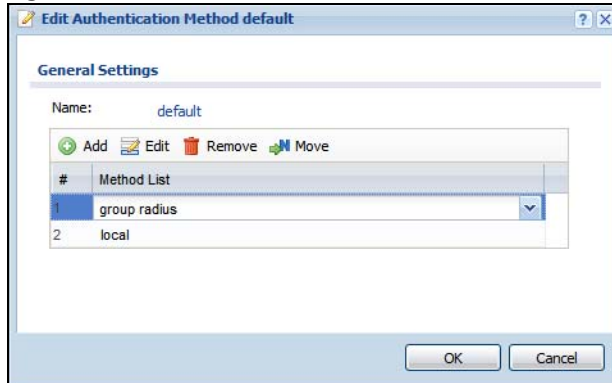 Edit Authentication Method default
? X
General Settings
Name: default
Add Edit Remove Move
# Method List
1 group radius
2 local
OK Cancel